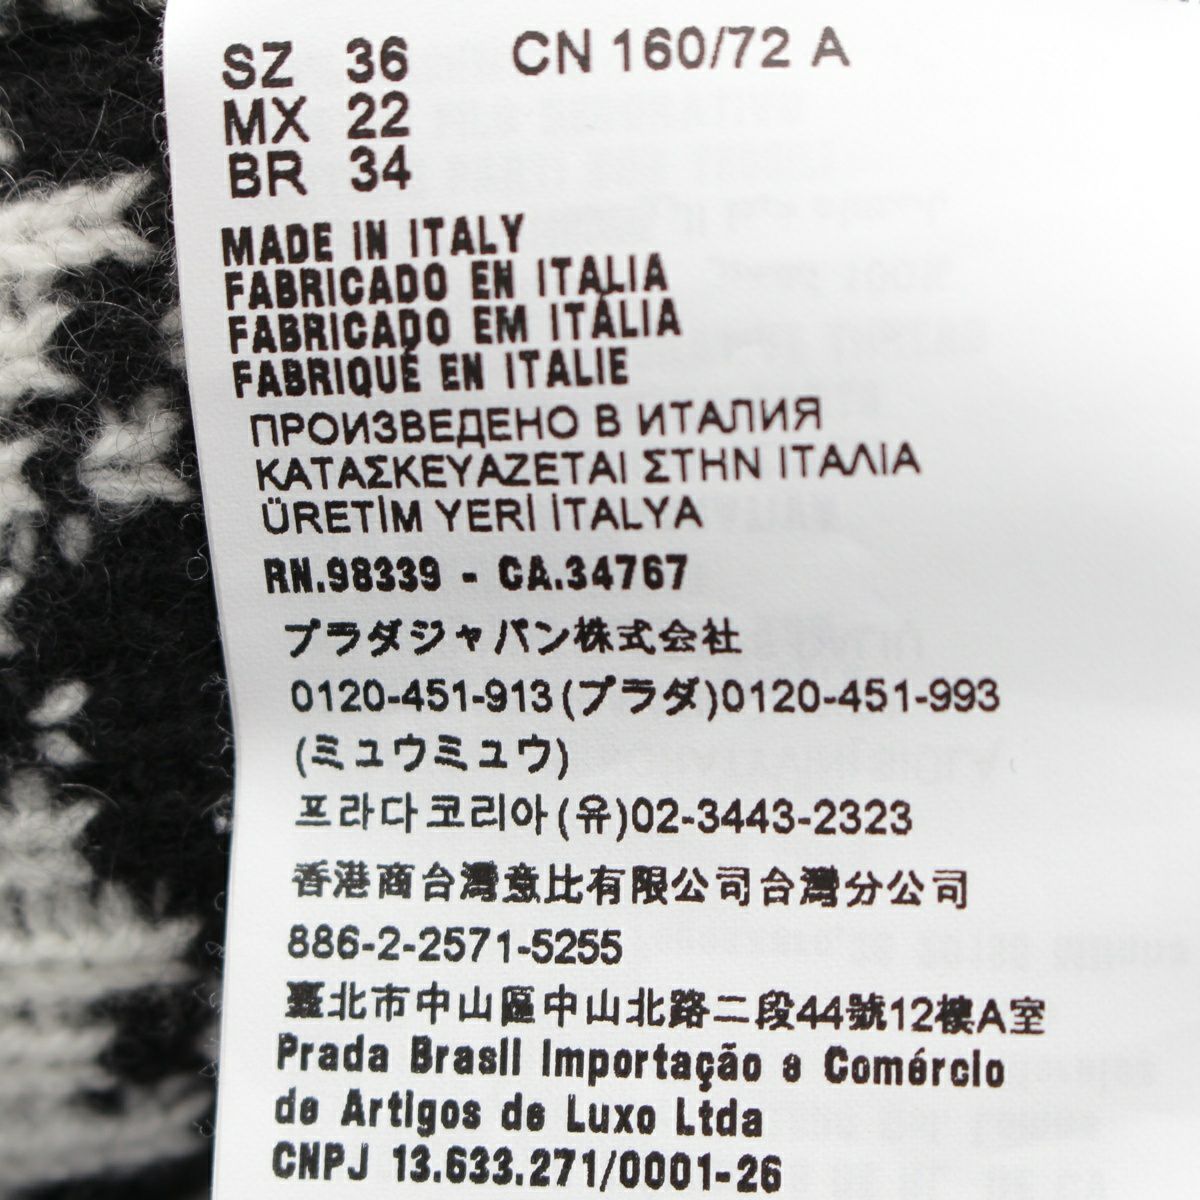 SZ 36 CN 160/72 A
MX 22
BR 34
MADE IN ITALY
FABRICADO EN ITALIA
FABRICADO EM ITÁLIA
FABRIQUÉ EN ITALIE
ПРОИЗВЕДЕНО В ИТАЛИЯ
ΚΑΤΑΣΚΕΥΑΖΕΤΑΙ ΣΤΗΝ ΙΤΑΛΙΑ
ÜRETİM YERİ İTALYA
RN.98339 - CA.34767
プラダジャパン株式会社
0120-451-913(プラダ)0120-451-993
(ミュウミュウ)
프라다코리아(유)02-3443-2323
香港商台灣意比有限公司台灣分公司
886-2-2571-5255
臺北市中山區中山北路二段44號12樓A室
Prada Brasil Importação e Comércio
de Artigos de Luxo Ltda
CNPJ 13.633.271/0001-26